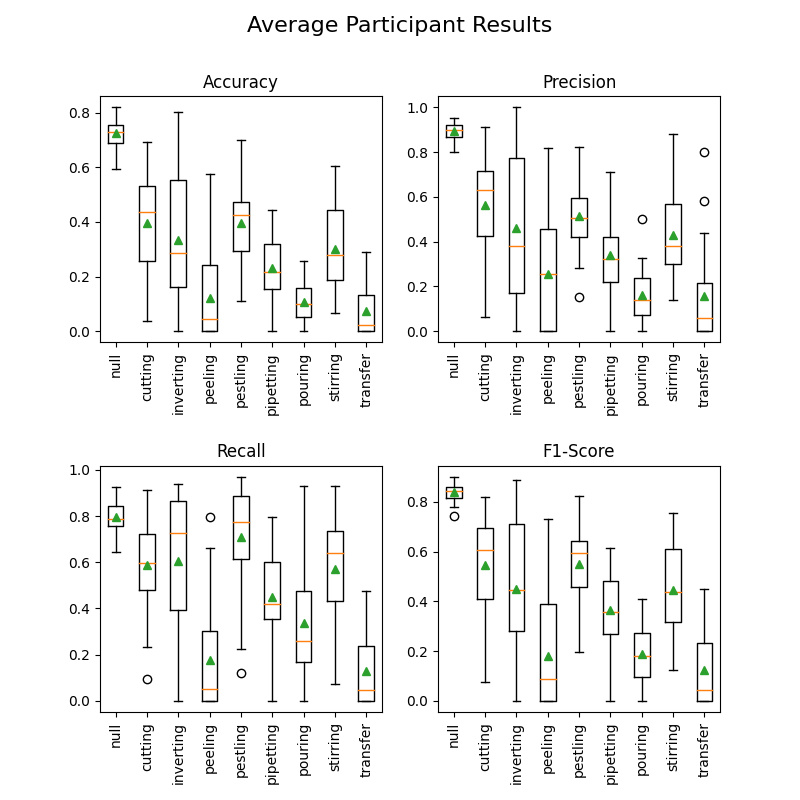 Average Participant Results
Accuracy
0.8
0.6
0.4
0.2
0.0
null
cutting
inverting
peeling
pestling
pipetting
pouring
stirring
transfer
Precision
1.0
0.8
0.6
0.4
0.2
0.0
null
cutting
inverting
peeling
pestling
pipetting
pouring
stirring
transfer
Recall
1.0
0.8
0.6
0.4
0.2
0.0
null
cutting
inverting
peeling
pestling
pipetting
pouring
stirring
transfer
F1-Score
0.8
0.6
0.4
0.2
0.0
null
cutting
inverting
peeling
pestling
pipetting
pouring
stirring
transfer